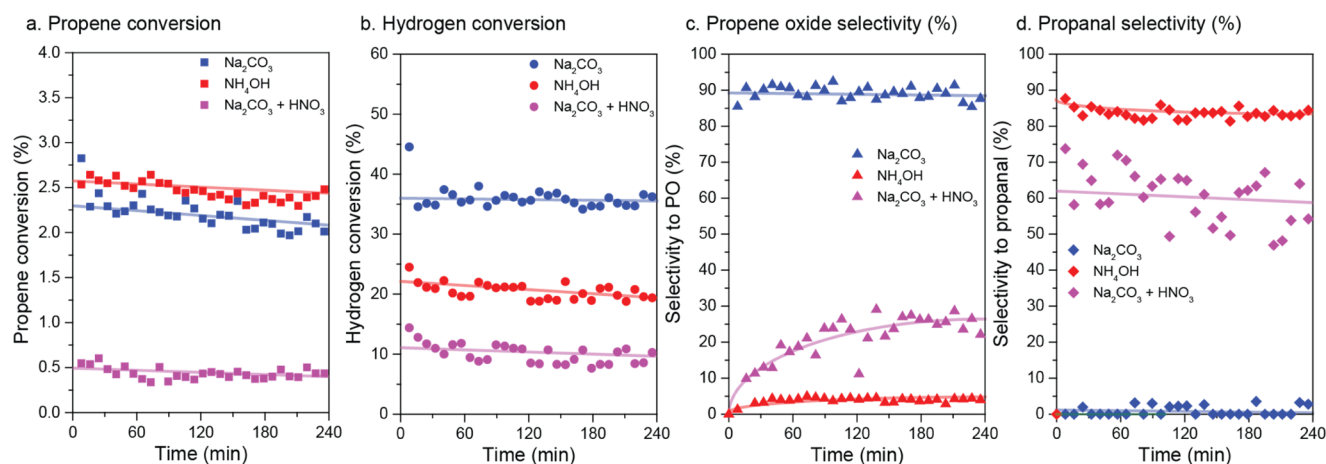 a. Propene conversion
Propene conversion (%)
4.0
3.5
3.0
2.5
2.0
1.5
1.0
0.5
0.0
Na₂CO₃
NH₄OH
Na₂CO₃ + HNO₃
0 60 120 180 240
Time (min)
b. Hydrogen conversion
Hydrogen conversion (%)
60
50
40
30
20
10
0
Na₂CO₃
NH₄OH
Na₂CO₃ + HNO₃
0 60 120 180 240
Time (min)
c. Propene oxide selectivity (%)
Selectivity to PO (%)
100
90
80
70
60
50
40
30
20
10
0
Na₂CO₃
NH₄OH
Na₂CO₃ + HNO₃
0 60 120 180 240
Time (min)
d. Propanal selectivity (%)
Selectivity to propanal (%)
100
90
80
70
60
50
40
30
20
10
0
Na₂CO₃
NH₄OH
Na₂CO₃ + HNO₃
0 60 120 180 240
Time (min)